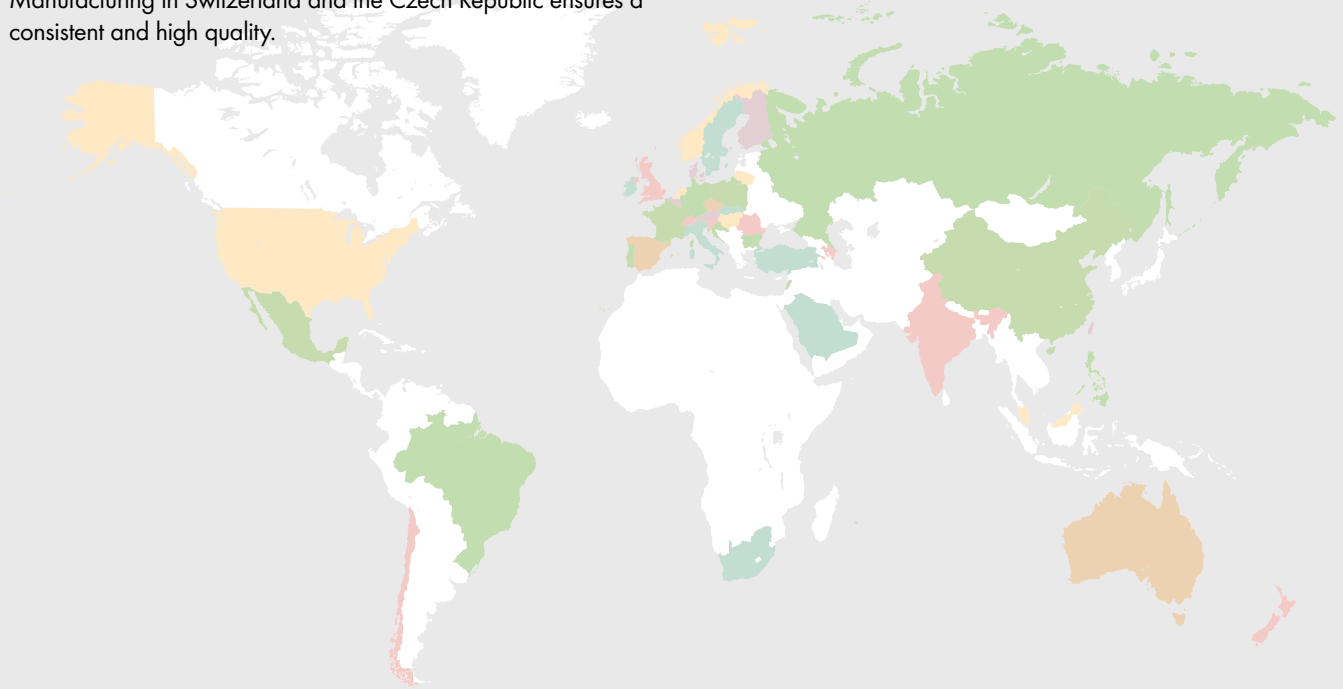 Manufacturing in Switzerland and the Czech Republic ensures a
consistent and high quality.